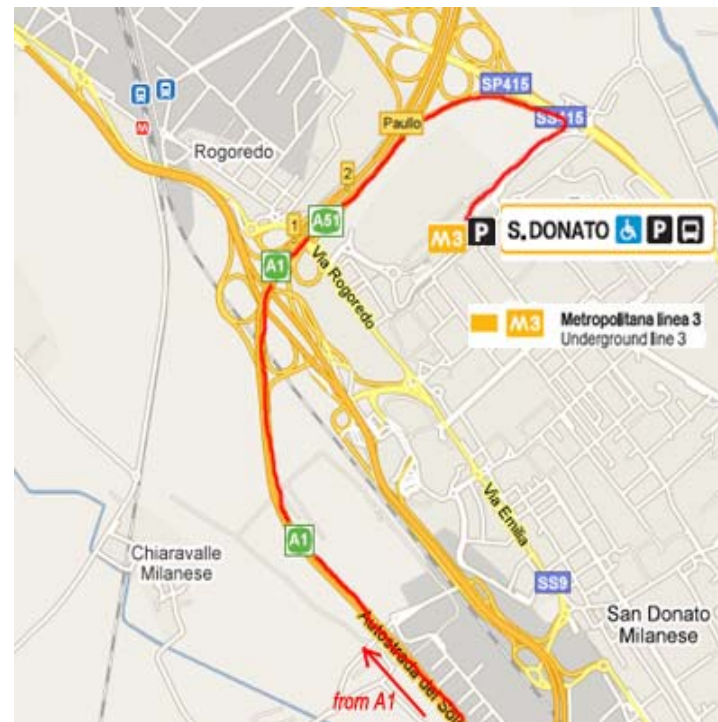 SP415
SS415
Paullo
M
Rogoredo
2
1
A51
M3 P S.DONATO P
A1
Via Rogoredo
M3 Metropolitana linea 3
Underground line 3
Via Emilia
A1
Chiaravalle
Milanese
SS9
San Donato
Milanese
Autostrada del Sole
from A1